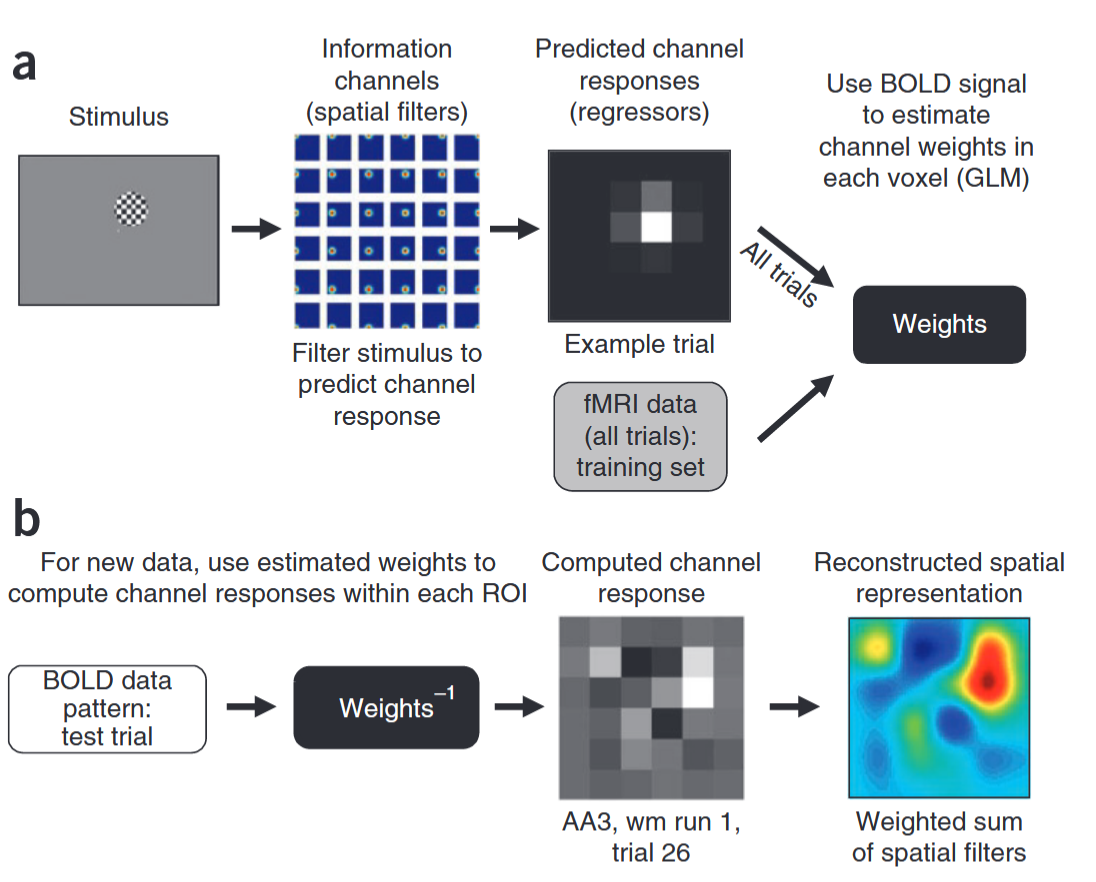 a
Stimulus
Information
channels
(spatial filters)
Filter stimulus to
predict channel
response
Predicted channel
responses
(regressors)
Example trial
fMRI data
(all trials):
training set
Use BOLD signal
to estimate
channel weights in
each voxel (GLM)
All trials
Weights
b
For new data, use estimated weights to
compute channel responses within each ROI
BOLD data
pattern:
test trial
Weights⁻¹
Computed channel
response
AA3, wm run 1,
trial 26
Reconstructed spatial
representation
Weighted sum
of spatial filters